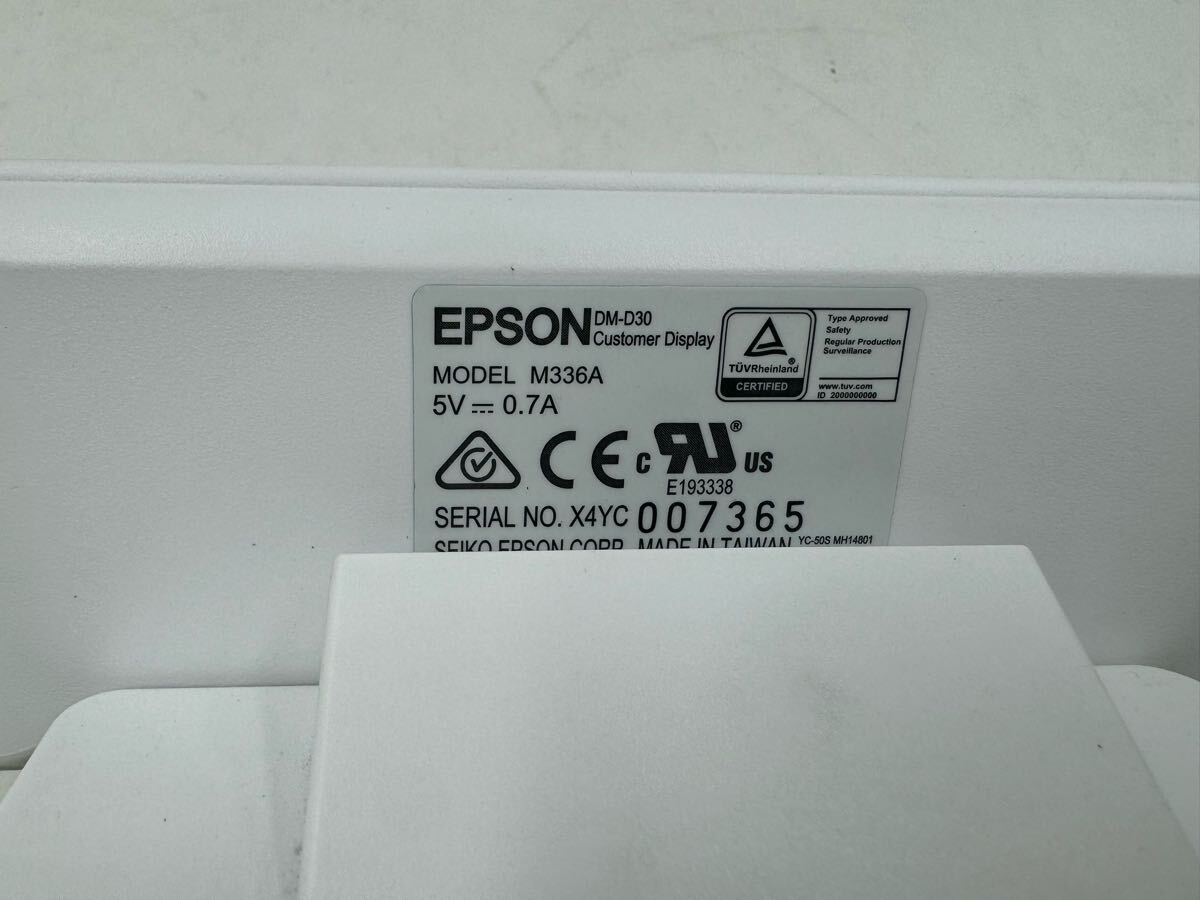 EPSON DM-D30
Customer Display
MODEL M336A
5V ⎓ 0.7A
TÜVRheinland®
CERTIFIED
Type Approved
Safety
Regular Production
Surveillance
www.tuv.com
ID 2000000000
CE c RU® US
E193338
SERIAL NO. X4YC 007365
SEIKO EPSON CORP. MADE IN TAIWAN YC-50S MH14801